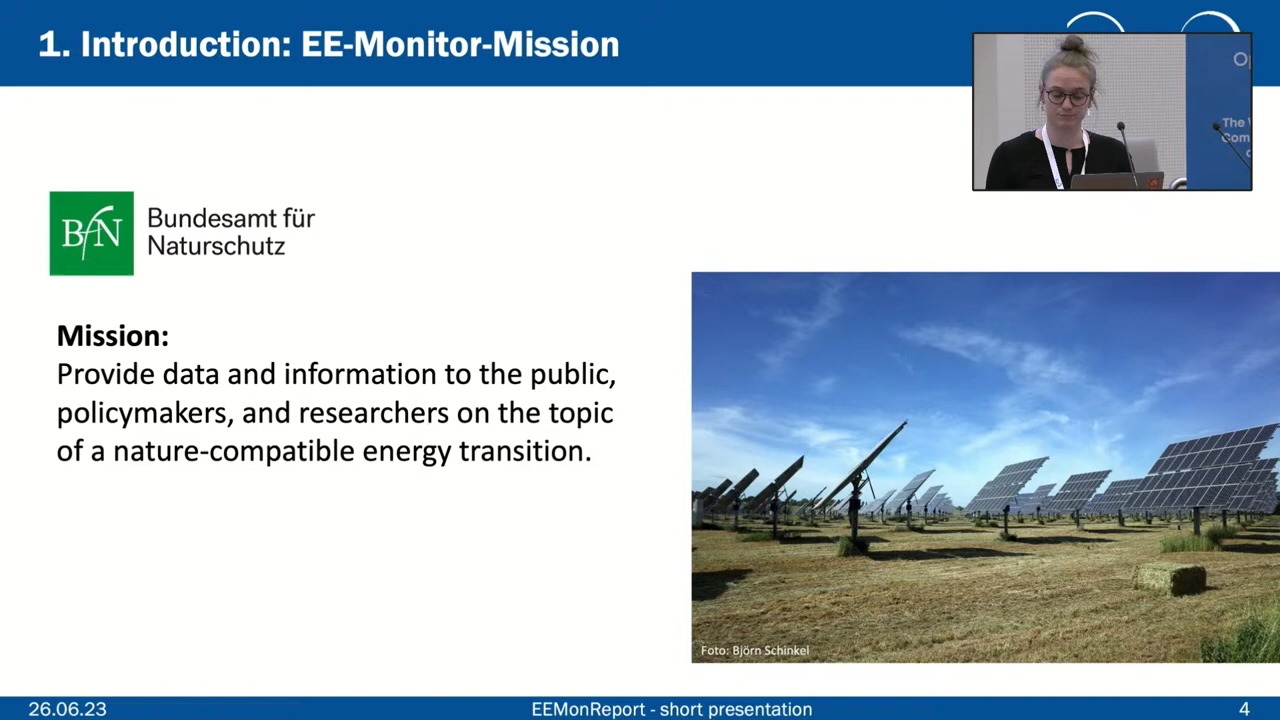 1. Introduction: EE-Monitor-Mission
The
Com
BfN
Bundesamt für
Naturschutz
Mission:
Provide data and information to the public,
policymakers, and researchers on the topic
of a nature-compatible energy transition.
Foto: Björn Schinkel
26.06.23
EEMonReport - short presentation
4